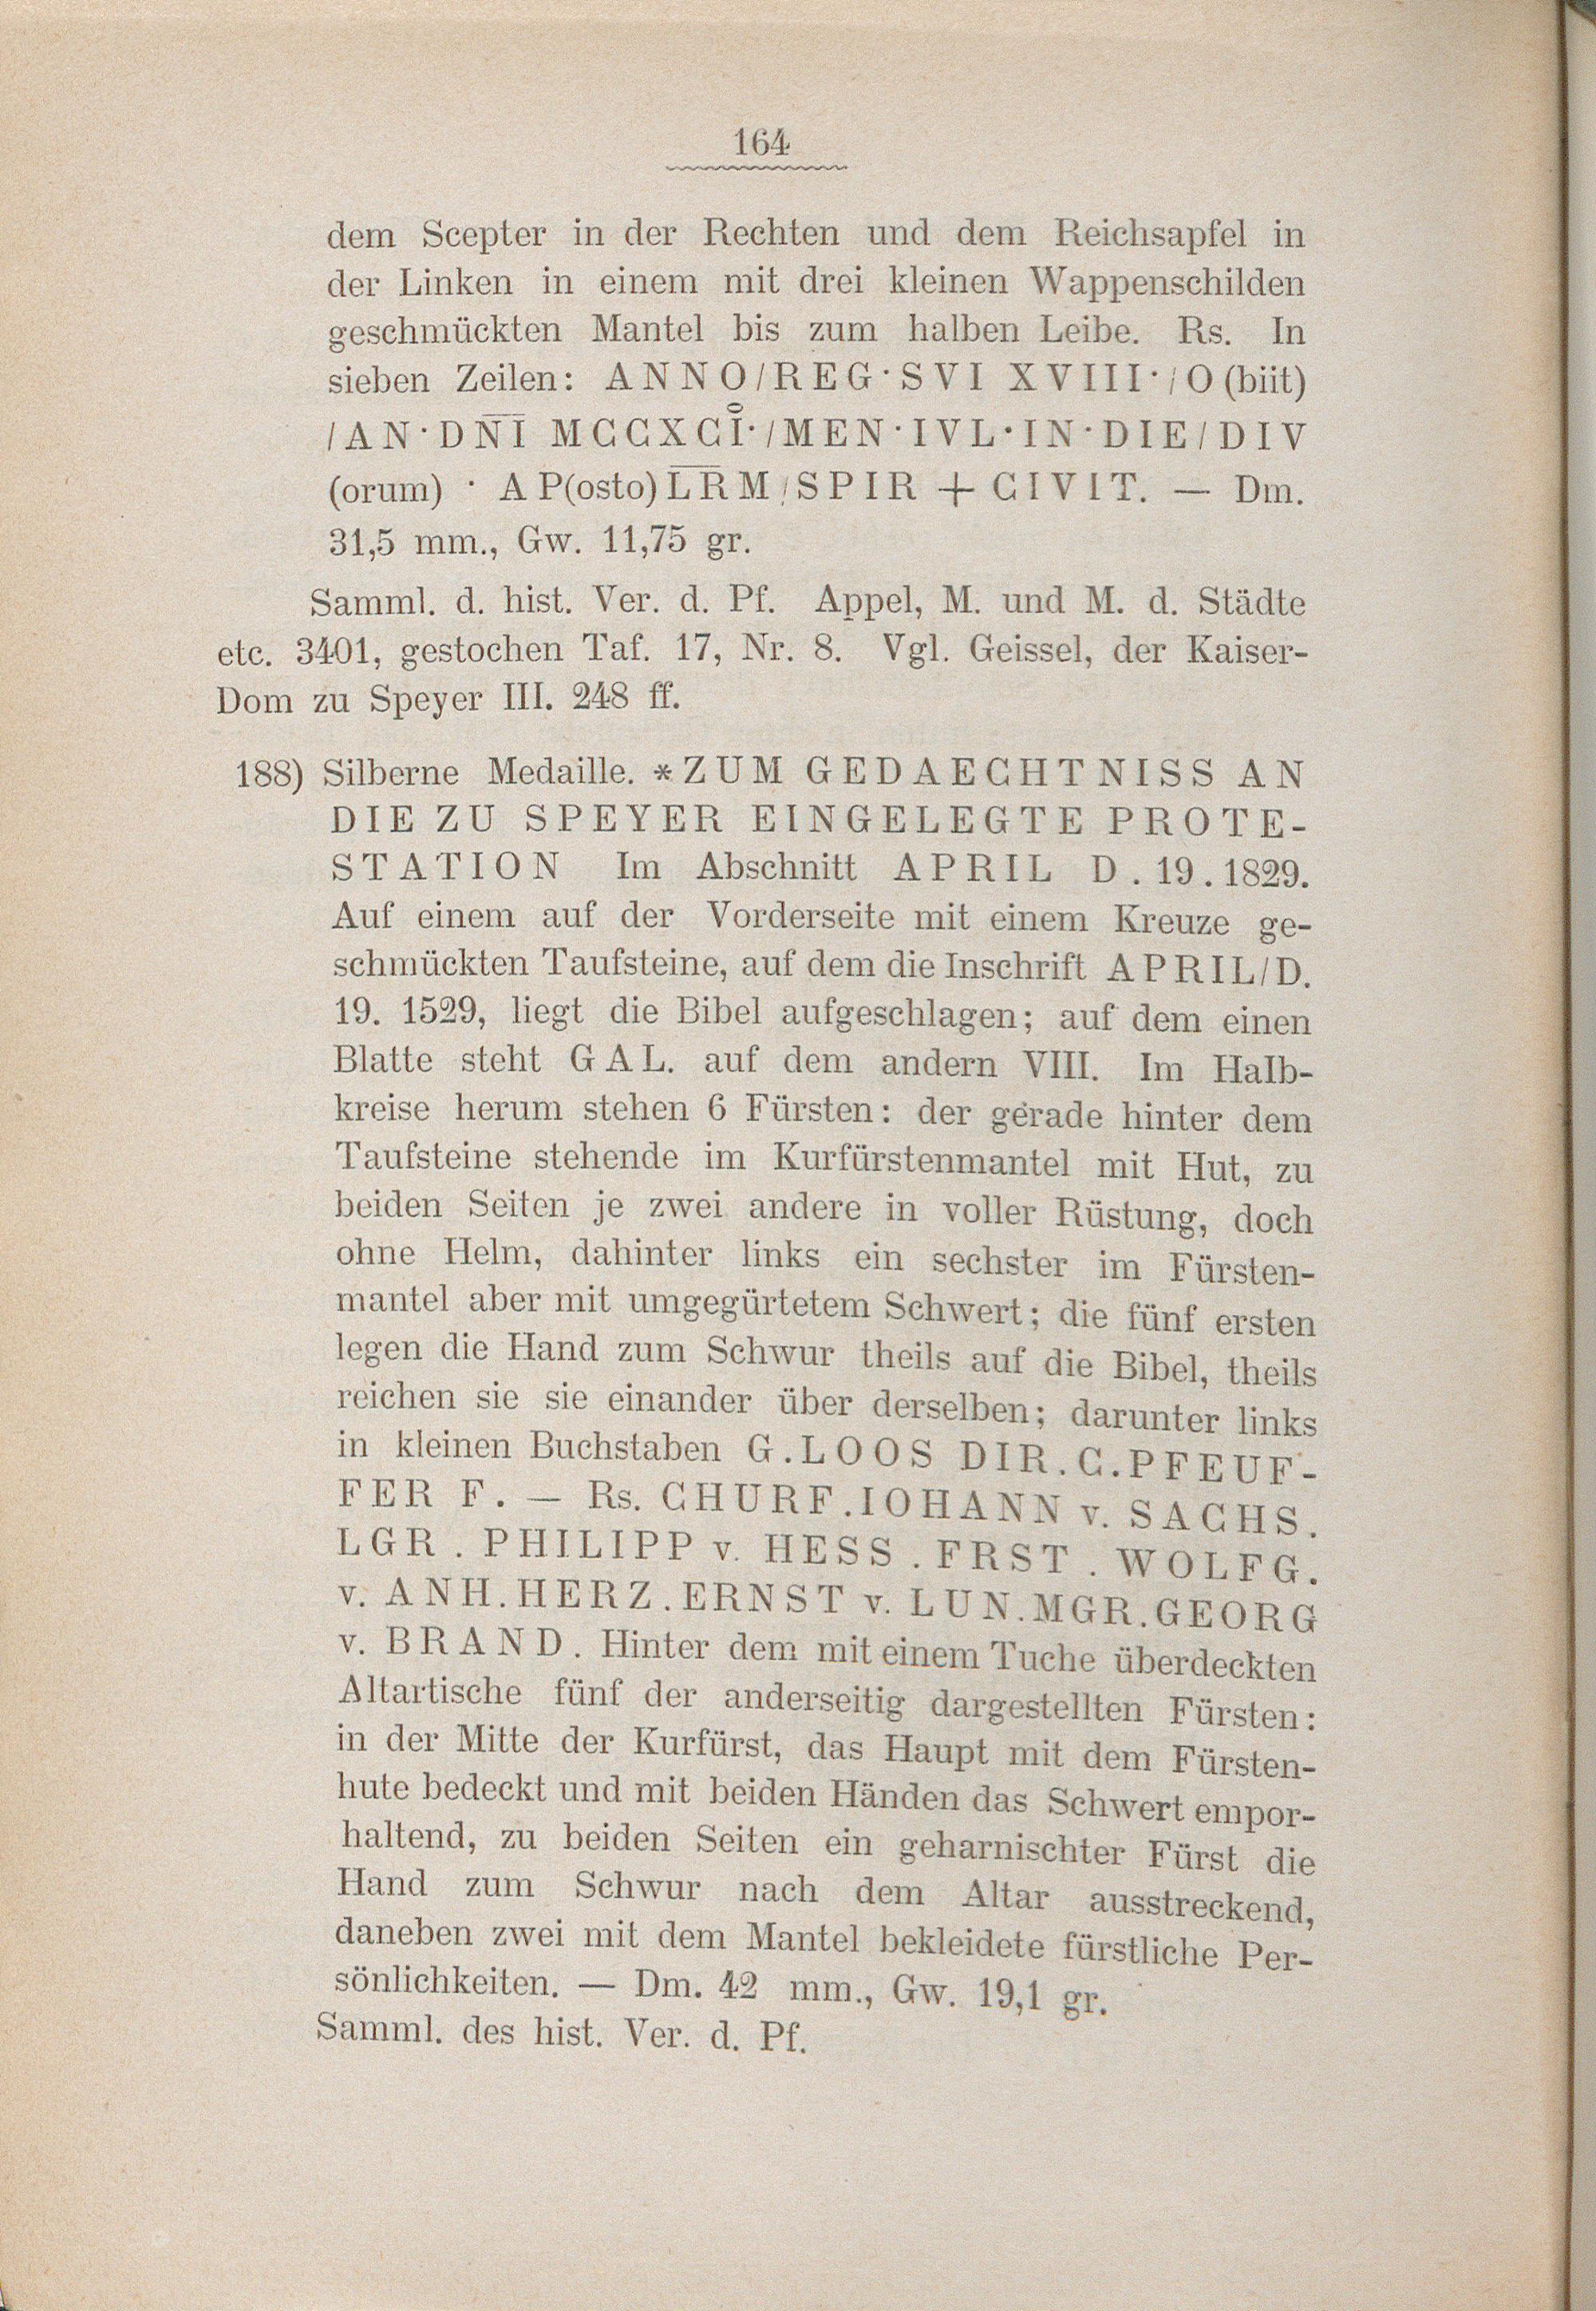 164
dem Scepter in der Rechten und dem Reichsapfel in
der Linken in einem mit drei kleinen Wappenschilden
geschmückten Mantel bis zum halben Leibe. Rs. In
sieben Zeilen: ANNO/REG·SVI XVIII·/O (biit)
/AN·DN̅I̅ MCCXCI̊·/MEN·IVL·IN·DIE/DIV
(orum) · AP(osto)L̅R̅M/SPIR + CIVIT. — Dm.
31,5 mm., Gw. 11,75 gr.
Samml. d. hist. Ver. d. Pf. Appel, M. und M. d. Städte
etc. 3401, gestochen Taf. 17, Nr. 8. Vgl. Geissel, der Kaiser-
Dom zu Speyer III. 248 ff.
188) Silberne Medaille. *ZUM GEDAECHTNISS AN
DIE ZU SPEYER EINGELEGTE PROTE-
STATION Im Abschnitt APRIL D. 19. 1829.
Auf einem auf der Vorderseite mit einem Kreuze ge-
schmückten Taufsteine, auf dem die Inschrift APRIL/D.
19. 1529, liegt die Bibel aufgeschlagen; auf dem einen
Blatte steht GAL. auf dem andern VIII. Im Halb-
kreise herum stehen 6 Fürsten: der gerade hinter dem
Taufsteine stehende im Kurfürstenmantel mit Hut, zu
beiden Seiten je zwei andere in voller Rüstung, doch
ohne Helm, dahinter links ein sechster im Fürsten-
mantel aber mit umgegürtetem Schwert; die fünf ersten
legen die Hand zum Schwur theils auf die Bibel, theils
reichen sie sie einander über derselben; darunter links
in kleinen Buchstaben G.LOOS DIR.C.PFEUF-
FER F. — Rs. CHURF.IOHANN v. SACHS.
LGR. PHILIPP v. HESS. FRST. WOLFG.
v. ANH.HERZ.ERNST v. LUN.MGR.GEORG
v. BRAND. Hinter dem mit einem Tuche überdeckten
Altartische fünf der anderseitig dargestellten Fürsten:
in der Mitte der Kurfürst, das Haupt mit dem Fürsten-
hute bedeckt und mit beiden Händen das Schwert empor-
haltend, zu beiden Seiten ein geharnischter Fürst die
Hand zum Schwur nach dem Altar ausstreckend,
daneben zwei mit dem Mantel bekleidete fürstliche Per-
sönlichkeiten. — Dm. 42 mm., Gw. 19,1 gr.
Samml. des hist. Ver. d. Pf.